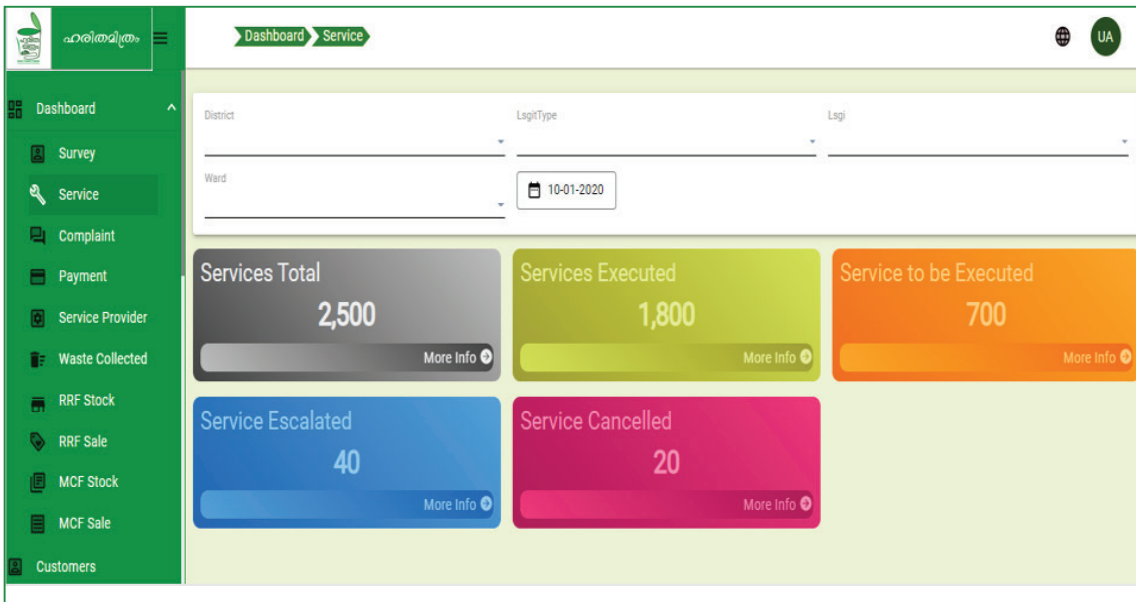 ഹരിതമിത്രം
Dashboard Service
UA
Dashboard
Survey
Service
Complaint
Payment
Service Provider
Waste Collected
RRF Stock
RRF Sale
MCF Stock
MCF Sale
Customers
District LsgitType Lsgi
Ward
10-01-2020
Services Total
2,500
More Info
Services Executed
1,800
More Info
Service to be Executed
700
More Info
Service Escalated
40
More Info
Service Cancelled
20
More Info